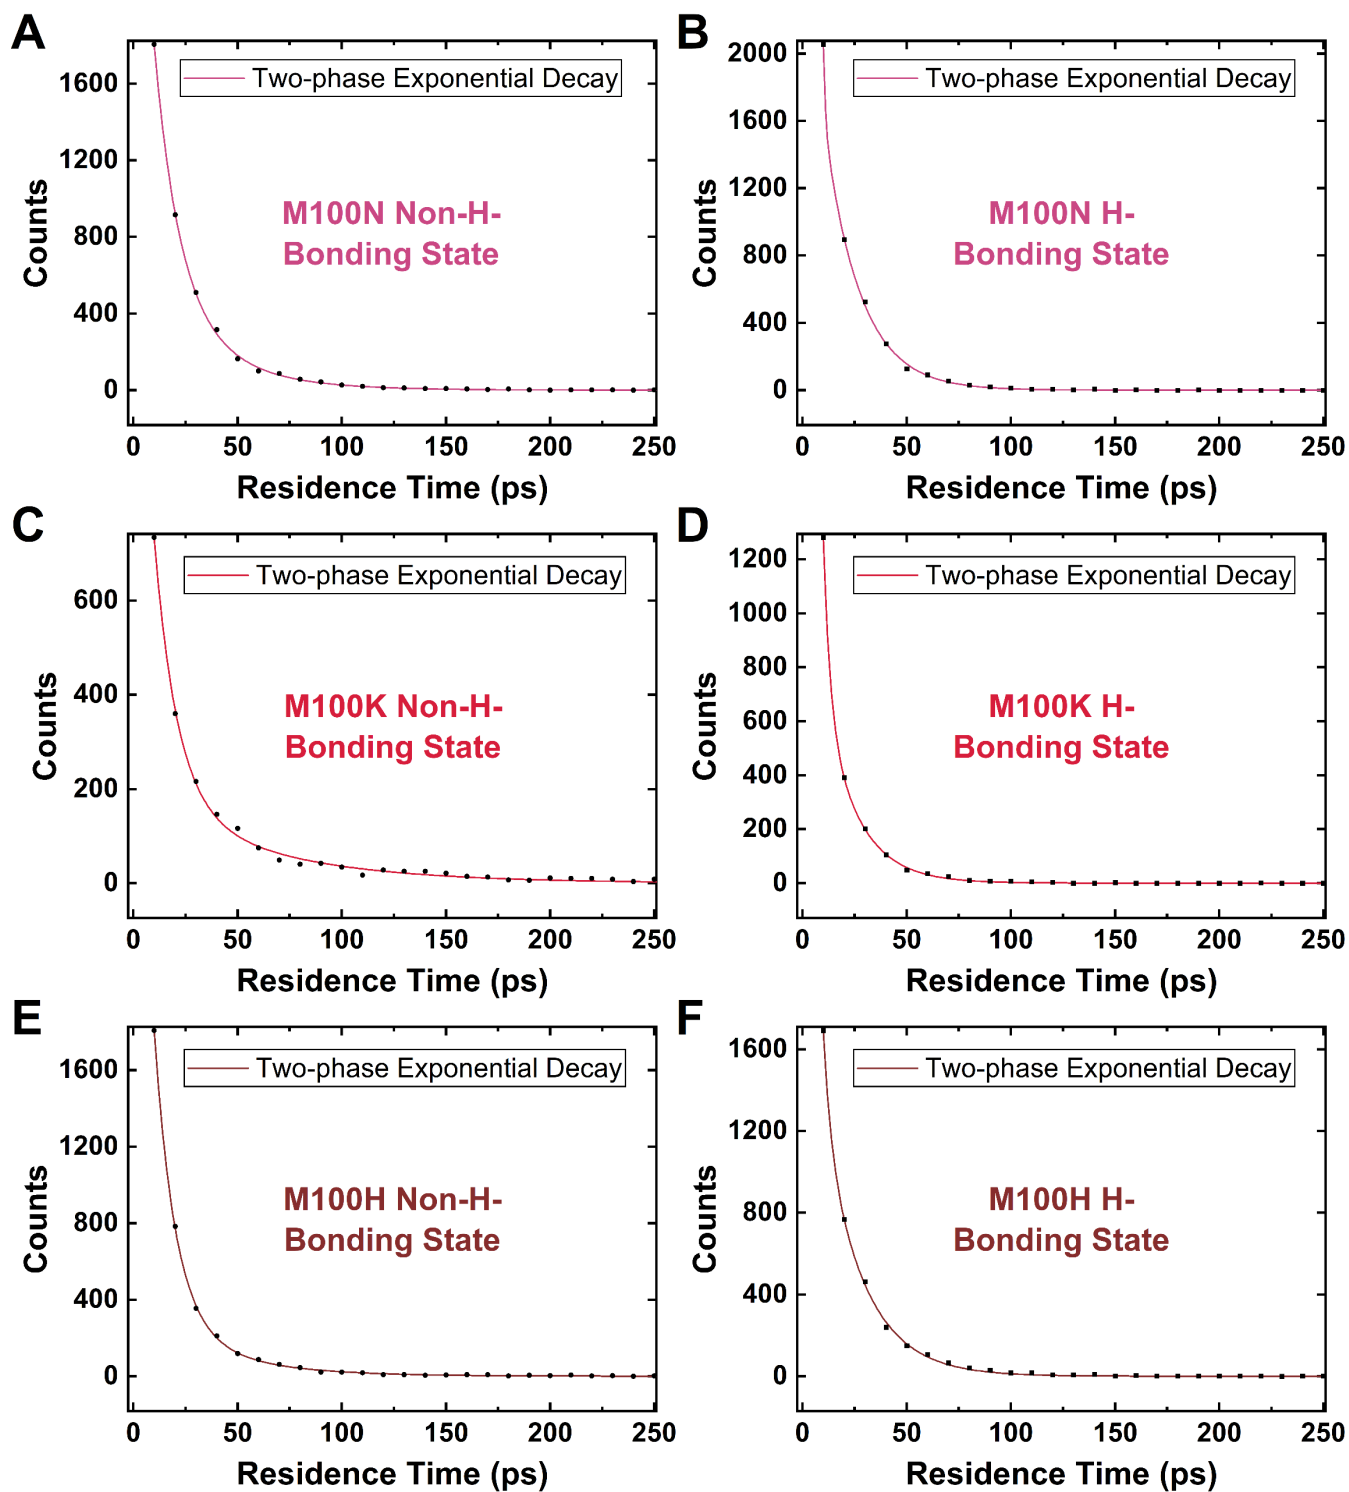 A
Counts
1600
1200
800
400
0
Two-phase Exponential Decay
M100N Non-H-
Bonding State
0 50 100 150 200 250
Residence Time (ps)
B
Counts
2000
1600
1200
800
400
0
Two-phase Exponential Decay
M100N H-
Bonding State
0 50 100 150 200 250
Residence Time (ps)
C
Counts
600
400
200
0
Two-phase Exponential Decay
M100K Non-H-
Bonding State
0 50 100 150 200 250
Residence Time (ps)
D
Counts
1200
1000
800
600
400
200
0
Two-phase Exponential Decay
M100K H-
Bonding State
0 50 100 150 200 250
Residence Time (ps)
E
Counts
1600
1200
800
400
0
Two-phase Exponential Decay
M100H Non-H-
Bonding State
0 50 100 150 200 250
Residence Time (ps)
F
Counts
1600
1200
800
400
0
Two-phase Exponential Decay
M100H H-
Bonding State
0 50 100 150 200 250
Residence Time (ps)